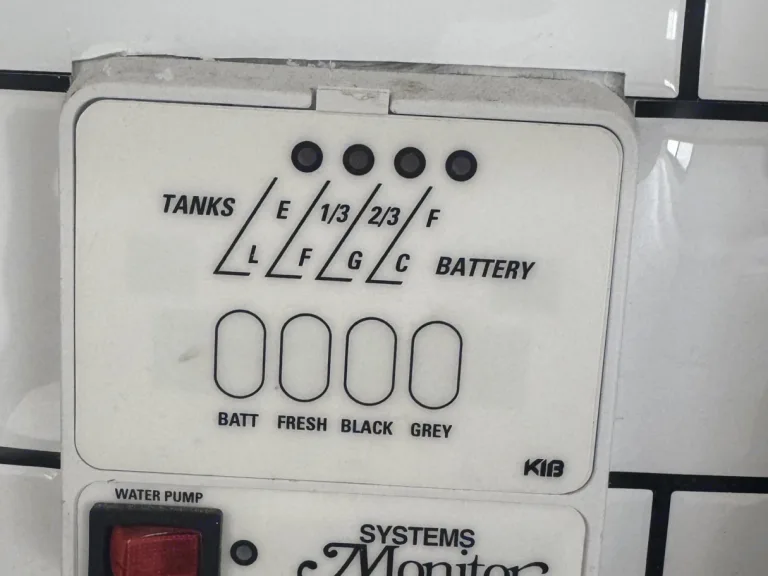 TANKS E 1/3 2/3 F
L F G C BATTERY
BATT FRESH BLACK GREY
KIB
WATER PUMP
SYSTEMS
Monitor